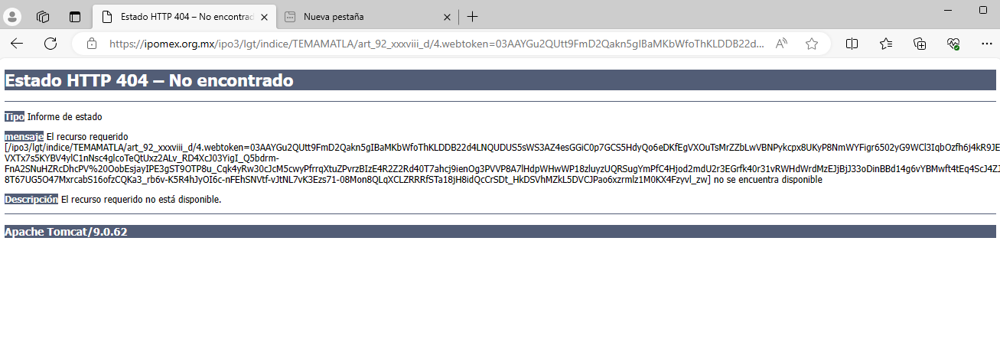 Estado HTTP 404 – No encontrad
Nueva pestaña
https://ipomex.org.mx/ipo3/lgt/indice/TEMAMATLA/art_92_xxxviii_d/4.webtoken=03AAYGu2QUtt9FmD2Qakn5gIBaMKbWfoThKLDDB22d...
Estado HTTP 404 – No encontrado
Tipo Informe de estado
mensaje El recurso requerido
[/ipo3/lgt/indice/TEMAMATLA/art_92_xxxviii_d/4.webtoken=03AAYGu2QUtt9FmD2Qakn5gIBaMKbWfoThKLDDB22d4LNQUDUS5sWS3AZ4esGGiC0p7GCS5HdyQo6eDKfEgVXOuTsMrZZbLwVBNPykcpx8UKyP8NmWYFigr6502yG9WCl3IqbOzfh6j4kR9JE
VXTx7s5KYBV4ylC1nNsc4glcoTeQtUxz2ALv_RD4XcJ03YigI_Q5bdrm-
FnA2SNuHZRcDhcPV%20OobEsjayIPE3gST9OTP8u_Cqk4yRw30cJcM5cwyPfrrqXtuZPvrzBIzE4R2Z2Rd40T7ahcj9ienOg3PVVP8A7lHdpWHwWP18zluyzUQRSugYmPfC4Hjod2mdU2r3EGrfk40r31vRWHdWrdMzEJjBjJ33oDinBBd14g6vYBMwft4tEq4ScJ4ZJ
8T67UG5O47MxrcabS16ofzCQKa3_rb6v-K5R4hJyOI6c-nFEhSNVtf-vJtNL7vK3Ezs71-08Mon8QLqXCLZRRRfSTa18jH8idQcCrSDt_HkDSVhMZkL5DVCJPao6xzrmlz1M0KX4Fzyvl_zw] no se encuentra disponible
Descripción El recurso requerido no está disponible.
Apache Tomcat/9.0.62